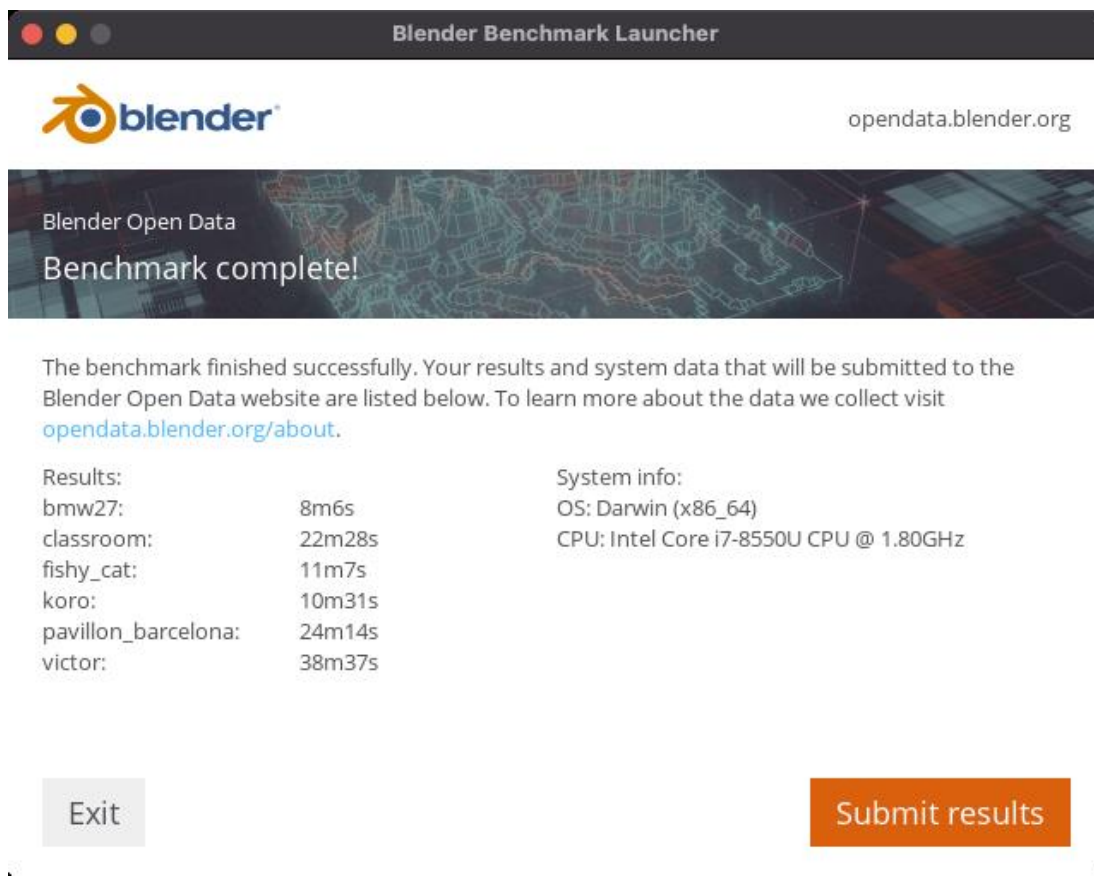 Blender Benchmark Launcher
blender
opendata.blender.org
Blender Open Data
Benchmark complete!
The benchmark finished successfully. Your results and system data that will be submitted to the
Blender Open Data website are listed below. To learn more about the data we collect visit
opendata.blender.org/about.
Results:
bmw27: 8m6s
classroom: 22m28s
fishy_cat: 11m7s
koro: 10m31s
pavillon_barcelona: 24m14s
victor: 38m37s
System info:
OS: Darwin (x86_64)
CPU: Intel Core i7-8550U CPU @ 1.80GHz
Exit
Submit results